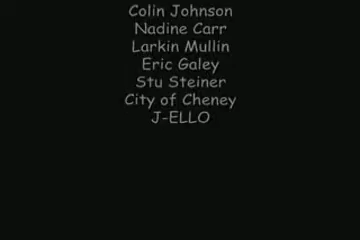 Colin Johnson
Nadine Carr
Larkin Mullin
Eric Galey
Stu Steiner
City of Cheney
J-ELLO